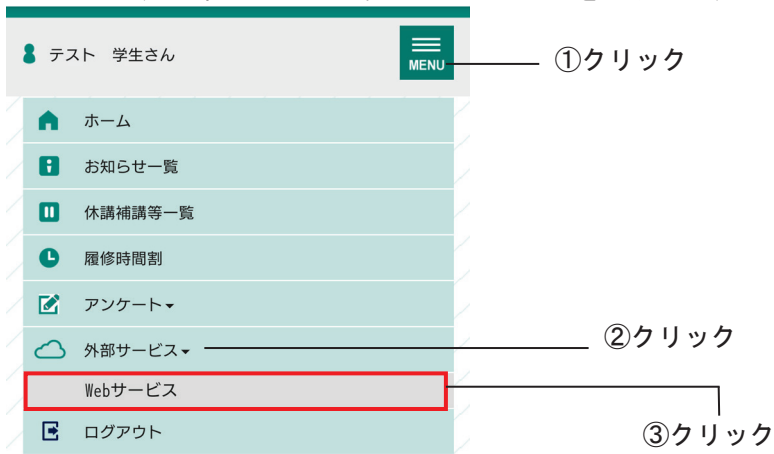 テスト 学生さん
MENU
①クリック
ホーム
お知らせ一覧
休講補講等一覧
履修時間割
アンケート▾
外部サービス▾
②クリック
Webサービス
ログアウト
③クリック